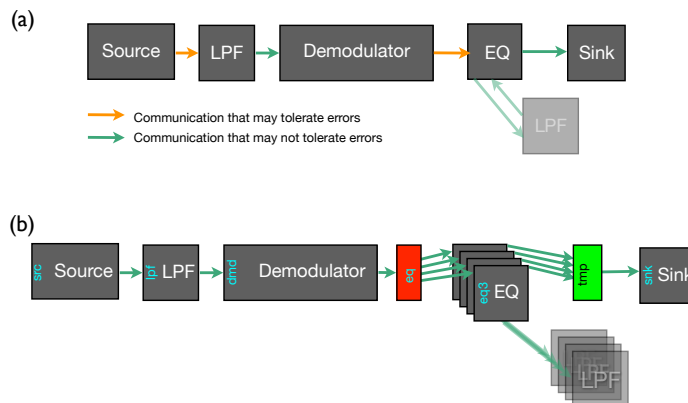 (a)
Source LPF Demodulator EQ Sink
LPF
Communication that may tolerate errors
Communication that may not tolerate errors
(b)
src Source lpf LPF dmd Demodulator eq eq3 EQ tmp snk Sink
LPF
LPF